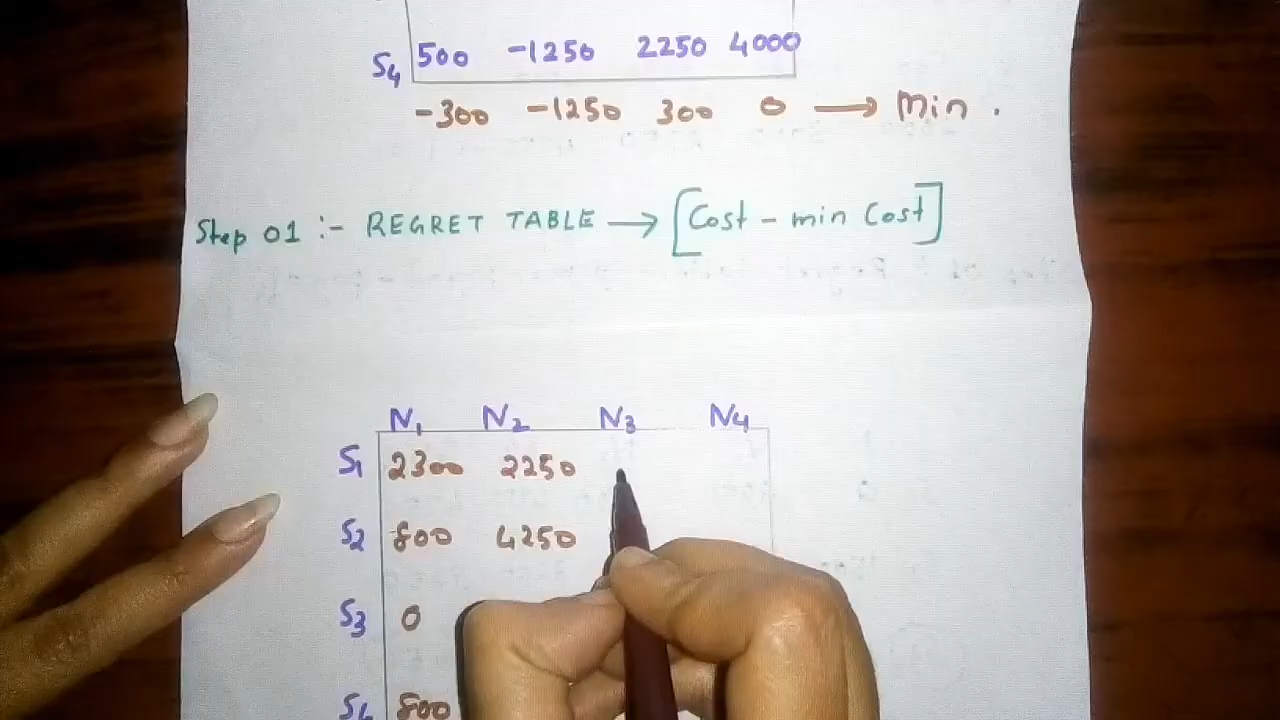 S4 500 -1250 2250 4000
-300 -1250 300 0 → Min .
Step 01 :- REGRET TABLE → [Cost - min Cost]
N1 N2 N3 N4
S1 2300 2250
S2 800 4250
S3 0
S4 800